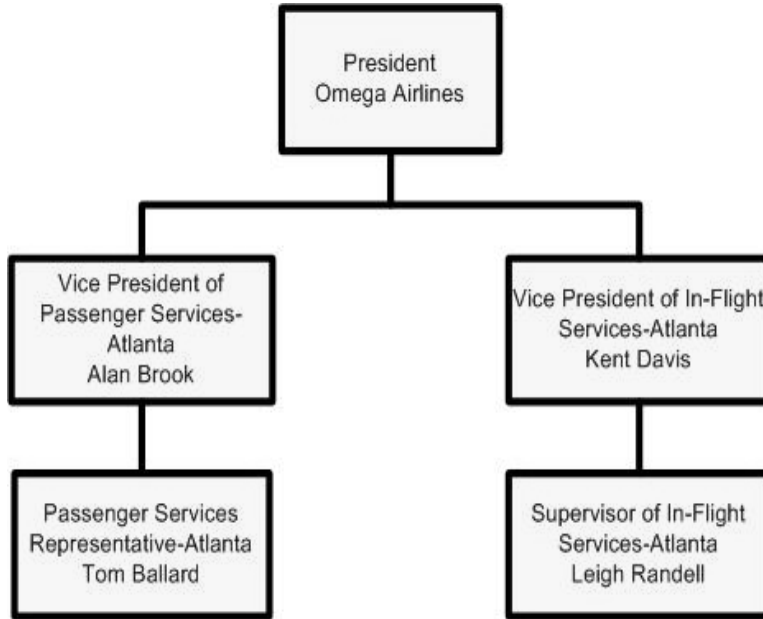 President
Omega Airlines
Vice President of
Passenger Services-
Atlanta
Alan Brook
Vice President of In-Flight
Services-Atlanta
Kent Davis
Passenger Services
Representative-Atlanta
Tom Ballard
Supervisor of In-Flight
Services-Atlanta
Leigh Randell